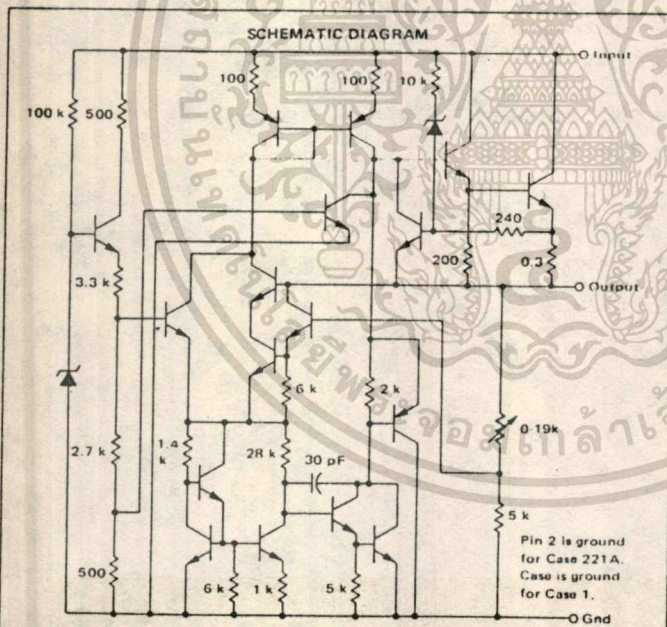 SCHEMATIC DIAGRAM
Input
100
100
10 k
100 k
500
240
200
0.3
3.3 k
Output
6 k
2 k
0-19k
2.7 k
1.4 k
28 k
30 pF
5 k
500
6 k
1 k
5 k
Pin 2 is ground
for Case 221A.
Case is ground
for Case 1.
Gnd